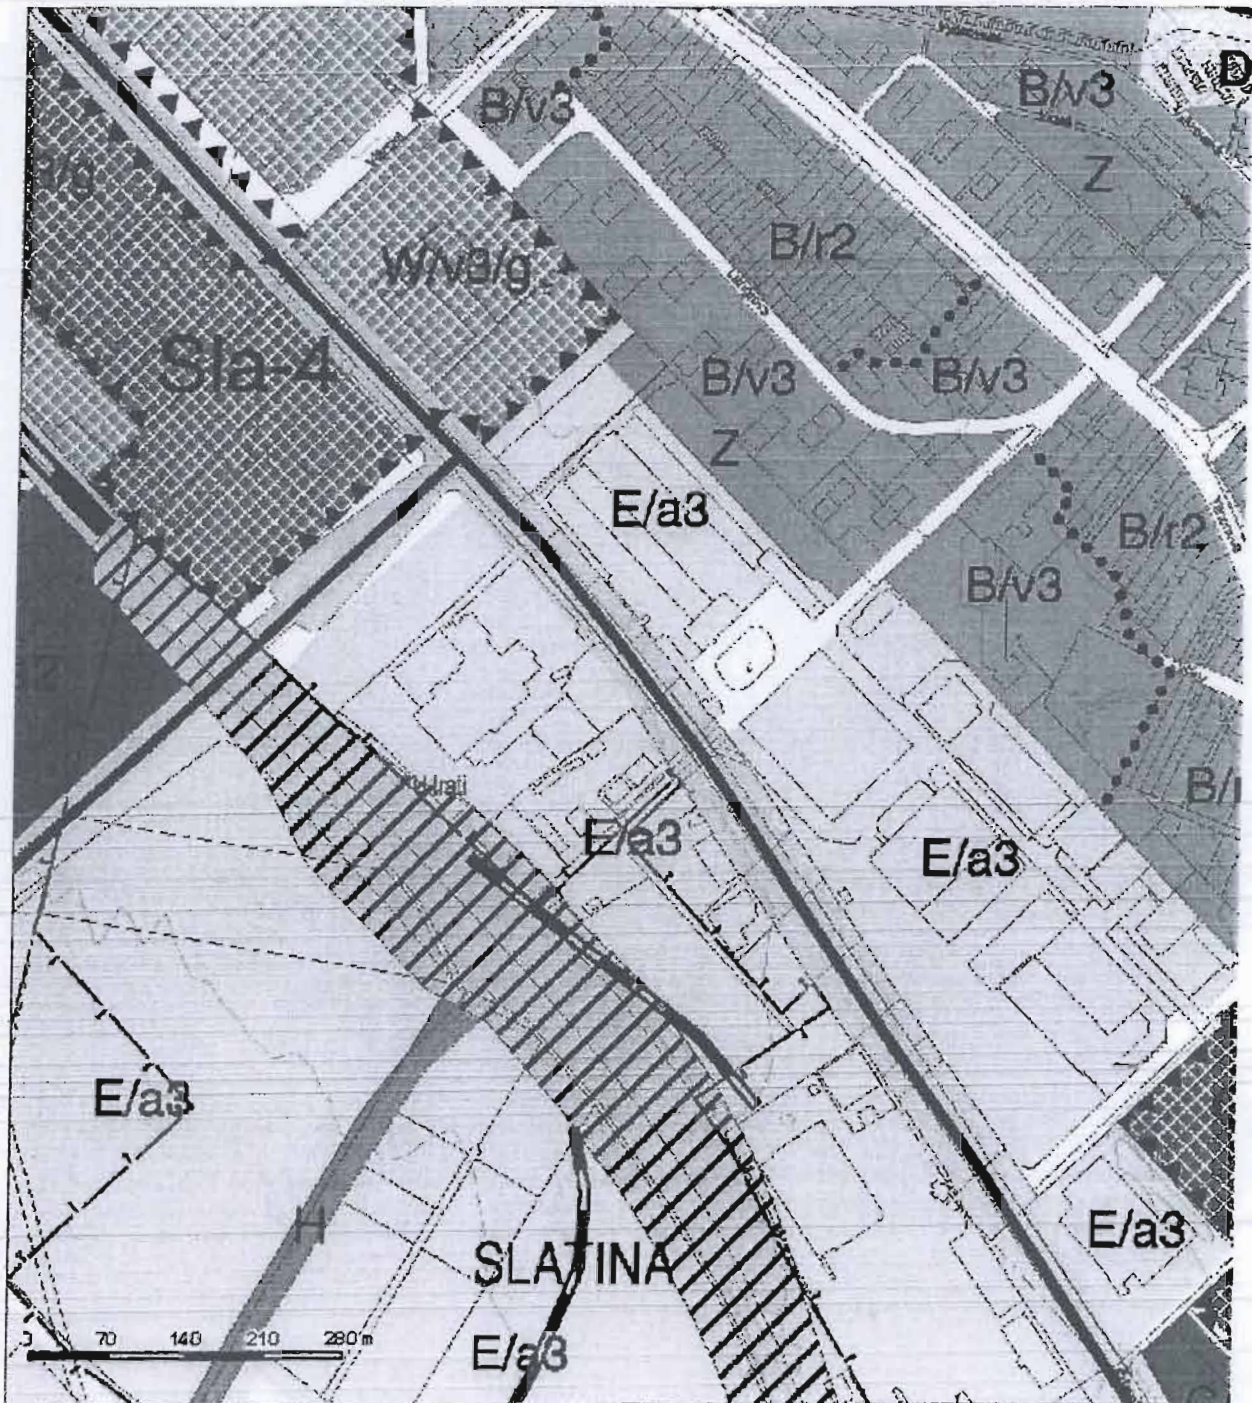 D
B/v3
B/v3
Z
/g
B/r2
W/v3/g
Sla-4
B/v3
B/v3
Z
E/a3
B/r2
B/v3
B/
E/a3
E/a3
E/a3
H
E/a3
SLATINA
70 140 210 280 m
E/a3